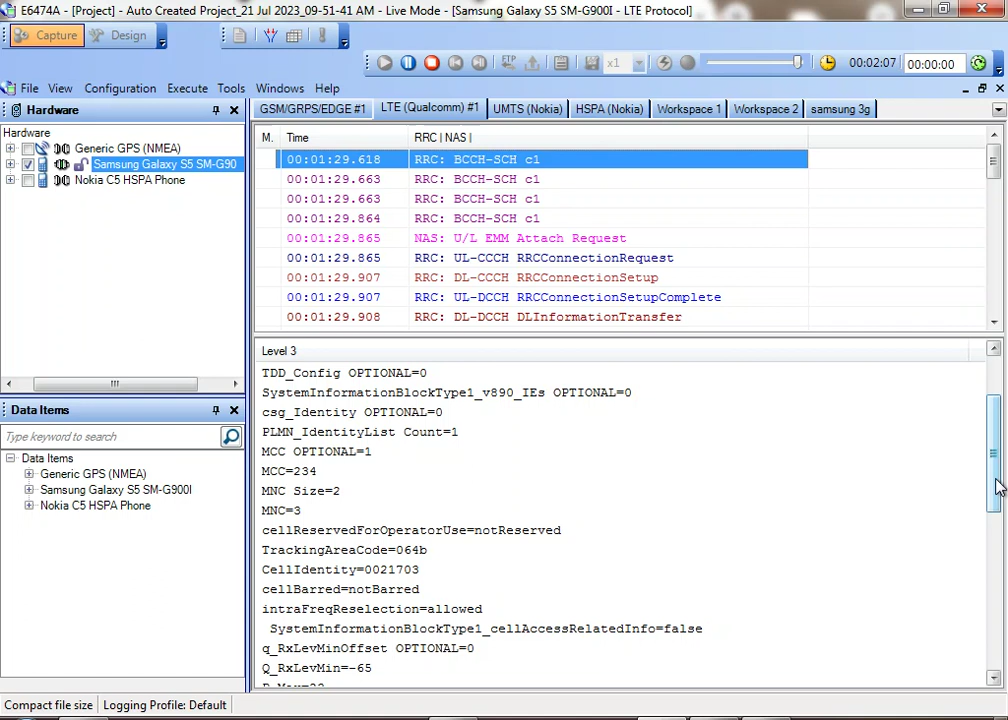 E6474A - [Project] - Auto Created Project_21 Jul 2023_09-51-41 AM - Live Mode - [Samsung Galaxy S5 SM-G900I - LTE Protocol]
Capture Design
FTP x1 00:02:07 00:00:00
File View Configuration Execute Tools Windows Help
Hardware
GSM/GRPS/EDGE #1 LTE (Qualcomm) #1 UMTS (Nokia) HSPA (Nokia) Workspace 1 Workspace 2 samsung 3g
Hardware
Generic GPS (NMEA)
Samsung Galaxy S5 SM-G90
Nokia C5 HSPA Phone
M. Time RRC | NAS |
00:01:29.618 RRC: BCCH-SCH c1
00:01:29.663 RRC: BCCH-SCH c1
00:01:29.663 RRC: BCCH-SCH c1
00:01:29.864 RRC: BCCH-SCH c1
00:01:29.865 NAS: U/L EMM Attach Request
00:01:29.865 RRC: UL-CCCH RRCConnectionRequest
00:01:29.907 RRC: DL-CCCH RRCConnectionSetup
00:01:29.907 RRC: UL-DCCH RRCConnectionSetupComplete
00:01:29.908 RRC: DL-DCCH DLInformationTransfer
Data Items
Type keyword to search
Data Items
Generic GPS (NMEA)
Samsung Galaxy S5 SM-G900I
Nokia C5 HSPA Phone
Level 3
TDD_Config OPTIONAL=0
SystemInformationBlockType1_v890_IEs OPTIONAL=0
csg_Identity OPTIONAL=0
PLMN_IdentityList Count=1
MCC OPTIONAL=1
MCC=234
MNC Size=2
MNC=3
cellReservedForOperatorUse=notReserved
TrackingAreaCode=064b
CellIdentity=0021703
cellBarred=notBarred
intraFreqReselection=allowed
SystemInformationBlockType1_cellAccessRelatedInfo=false
q_RxLevMinOffset OPTIONAL=0
Q_RxLevMin=-65
Compact file size Logging Profile: Default